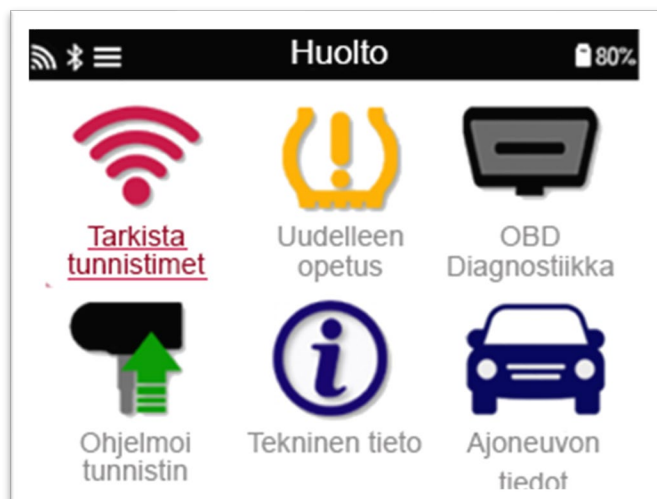 Huolto
80%
Tarkista
tunnistimet
Uudelleen
opetus
OBD
Diagnostiikka
Ohjelmoi
tunnistin
Tekninen tieto
Ajoneuvon
tiedot